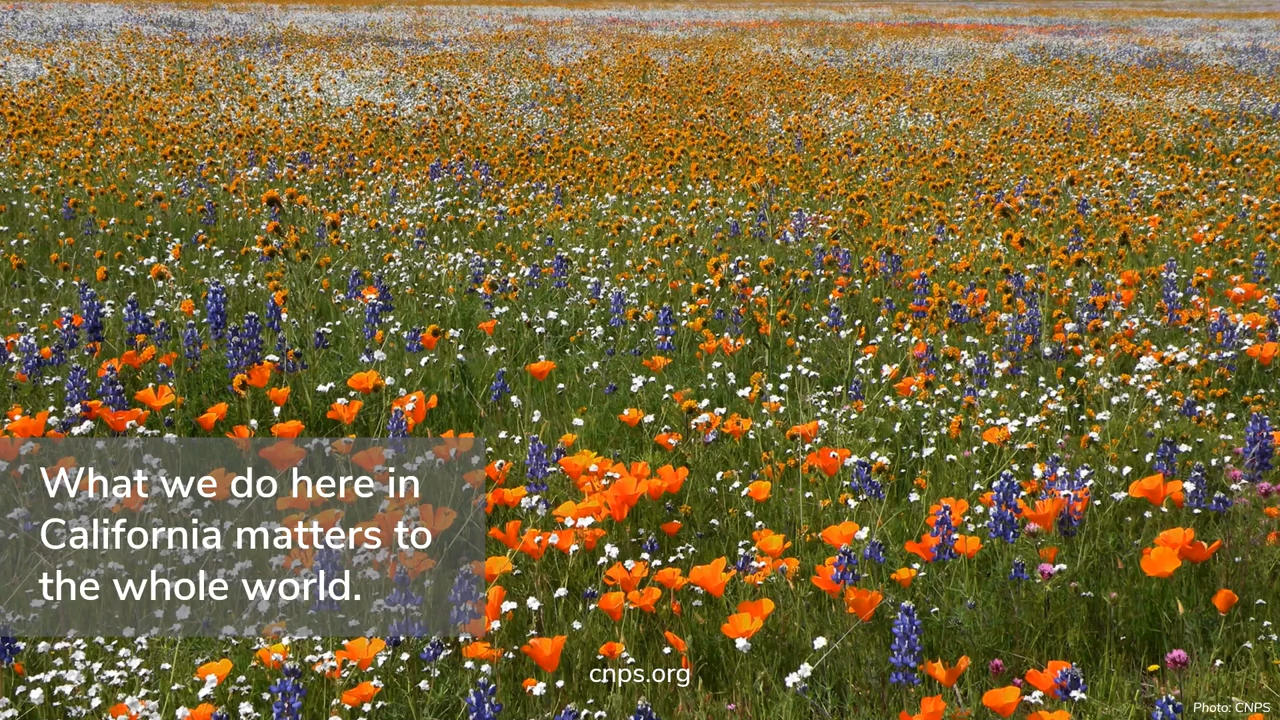 What we do here in
California matters to
the whole world.
cnps.org
Photo: CNPS